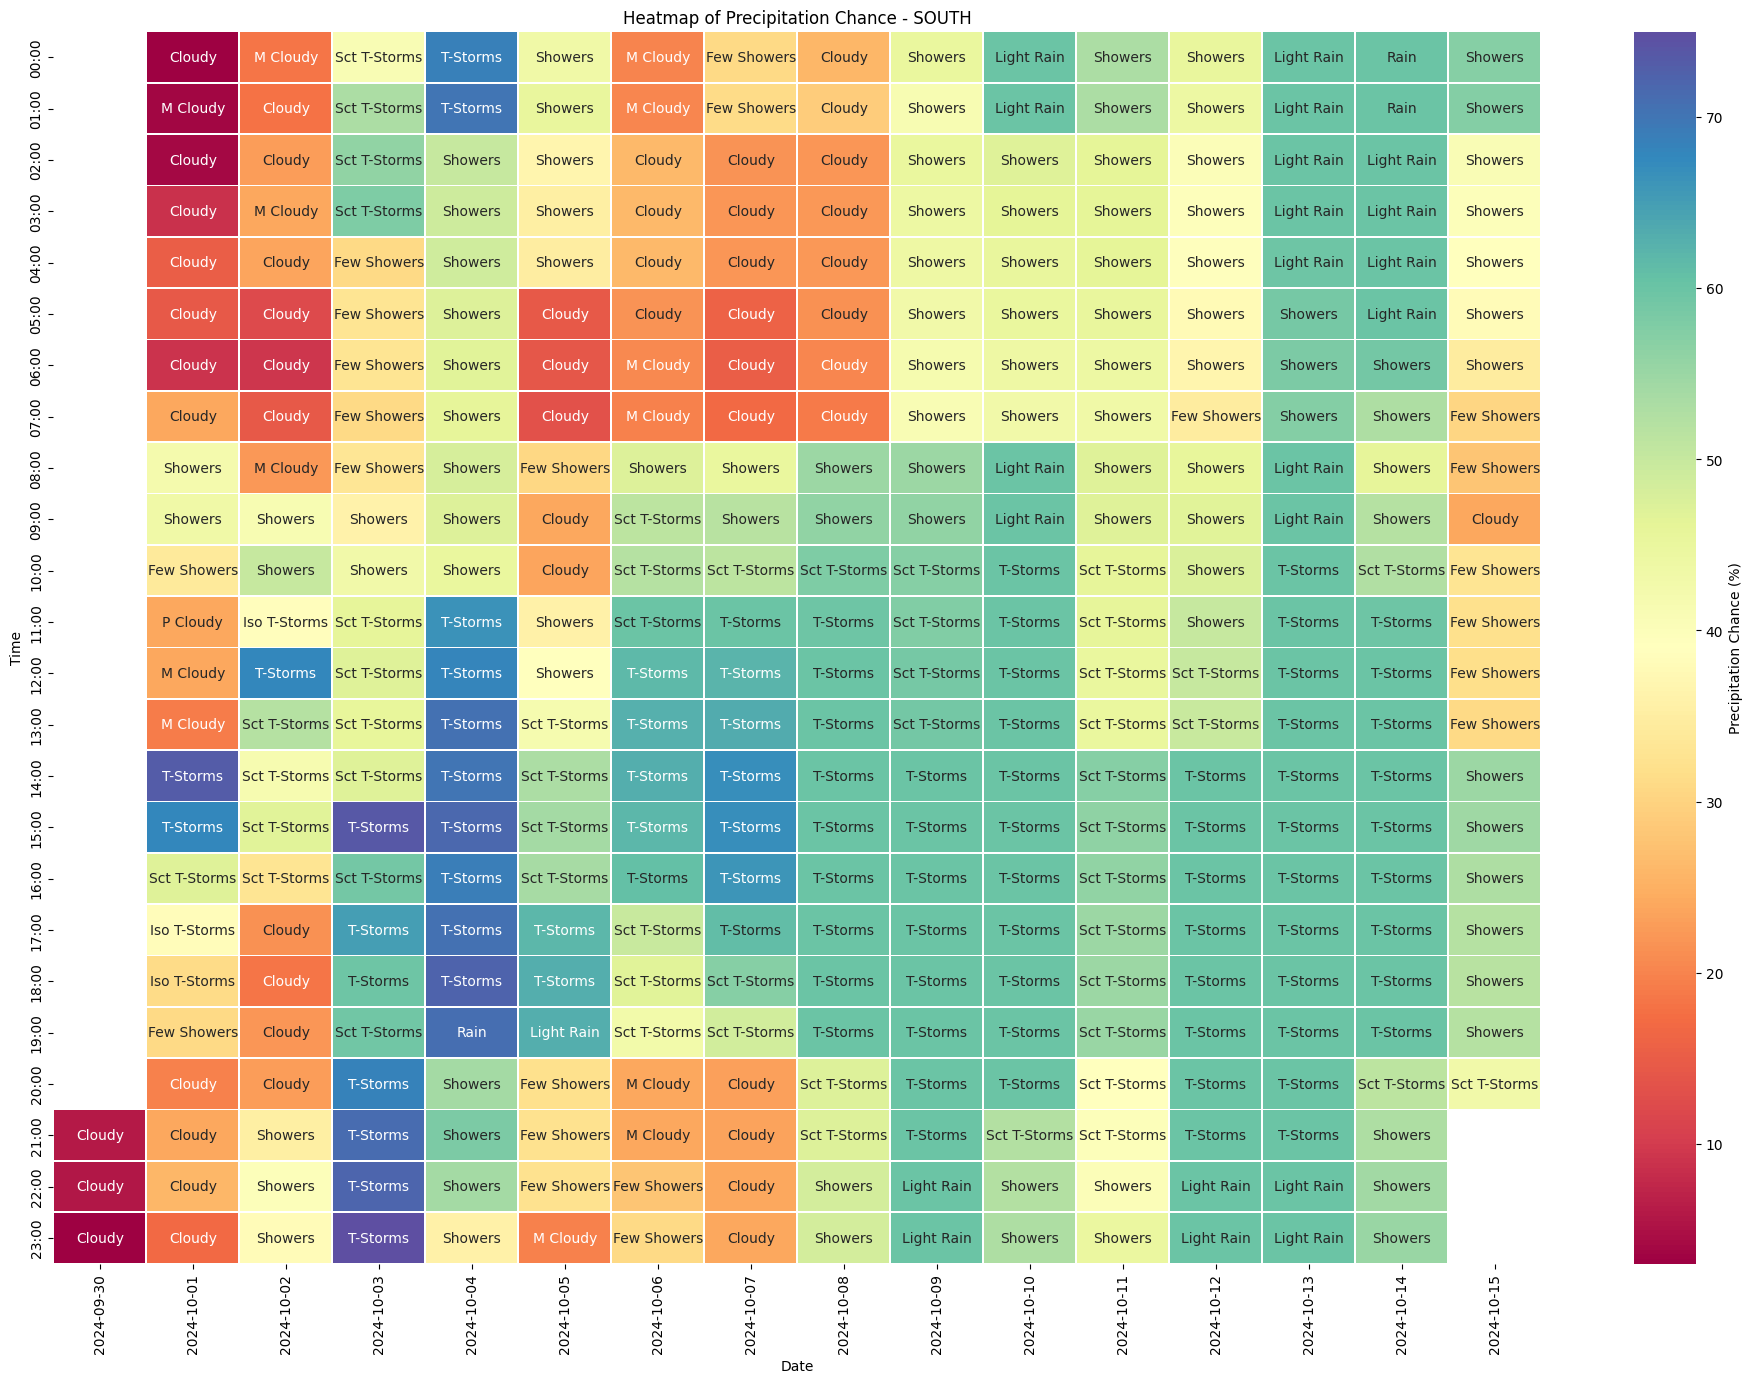 Heatmap of Precipitation Chance - SOUTH
00:00 Cloudy M Cloudy Sct T-Storms T-Storms Showers M Cloudy Few Showers Cloudy Showers Light Rain Showers Showers Light Rain Rain Showers
01:00 M Cloudy Cloudy Sct T-Storms T-Storms Showers M Cloudy Few Showers Cloudy Showers Light Rain Showers Showers Light Rain Rain Showers
70
02:00 Cloudy Cloudy Sct T-Storms Showers Showers Cloudy Cloudy Cloudy Showers Showers Showers Showers Light Rain Light Rain Showers
03:00 Cloudy M Cloudy Sct T-Storms Showers Showers Cloudy Cloudy Cloudy Showers Showers Showers Showers Light Rain Light Rain Showers
04:00 Cloudy Cloudy Few Showers Showers Showers Cloudy Cloudy Cloudy Showers Showers Showers Showers Light Rain Light Rain Showers
60
05:00 Cloudy Cloudy Few Showers Showers Cloudy Cloudy Cloudy Cloudy Showers Showers Showers Showers Showers Light Rain Showers
06:00 Cloudy Cloudy Few Showers Showers Cloudy M Cloudy Cloudy Cloudy Showers Showers Showers Showers Showers Showers Showers
07:00 Cloudy Cloudy Few Showers Showers Cloudy M Cloudy Cloudy Cloudy Showers Showers Showers Few Showers Showers Showers Few Showers
50
08:00 Showers M Cloudy Few Showers Showers Few Showers Showers Showers Showers Showers Light Rain Showers Showers Light Rain Showers Few Showers
09:00 Showers Showers Showers Showers Cloudy Sct T-Storms Showers Showers Showers Light Rain Showers Showers Light Rain Showers Cloudy
10:00 Few Showers Showers Showers Showers Cloudy Sct T-Storms Sct T-Storms Sct T-Storms Sct T-Storms T-Storms Sct T-Storms Showers T-Storms Sct T-Storms Few Showers
11:00 P Cloudy Iso T-Storms Sct T-Storms T-Storms Showers Sct T-Storms T-Storms T-Storms Sct T-Storms T-Storms Sct T-Storms Showers T-Storms T-Storms Few Showers
40
Time
Precipitation Chance (%)
12:00 M Cloudy T-Storms Sct T-Storms T-Storms Showers T-Storms T-Storms T-Storms Sct T-Storms T-Storms Sct T-Storms Sct T-Storms T-Storms T-Storms Few Showers
13:00 M Cloudy Sct T-Storms Sct T-Storms T-Storms Sct T-Storms T-Storms T-Storms T-Storms Sct T-Storms T-Storms Sct T-Storms Sct T-Storms T-Storms T-Storms Few Showers
14:00 T-Storms Sct T-Storms Sct T-Storms T-Storms Sct T-Storms T-Storms T-Storms T-Storms T-Storms T-Storms Sct T-Storms T-Storms T-Storms T-Storms Showers
30
15:00 T-Storms Sct T-Storms T-Storms T-Storms Sct T-Storms T-Storms T-Storms T-Storms T-Storms T-Storms Sct T-Storms T-Storms T-Storms T-Storms Showers
16:00 Sct T-Storms Sct T-Storms Sct T-Storms T-Storms Sct T-Storms T-Storms T-Storms T-Storms T-Storms T-Storms Sct T-Storms T-Storms T-Storms T-Storms Showers
17:00 Iso T-Storms Cloudy T-Storms T-Storms T-Storms Sct T-Storms T-Storms T-Storms T-Storms T-Storms Sct T-Storms T-Storms T-Storms T-Storms Showers
20
18:00 Iso T-Storms Cloudy T-Storms T-Storms T-Storms Sct T-Storms Sct T-Storms T-Storms T-Storms T-Storms Sct T-Storms T-Storms T-Storms T-Storms Showers
19:00 Few Showers Cloudy Sct T-Storms Rain Light Rain Sct T-Storms Sct T-Storms T-Storms T-Storms T-Storms Sct T-Storms T-Storms T-Storms T-Storms Showers
20:00 Cloudy Cloudy T-Storms Showers Few Showers M Cloudy Cloudy Sct T-Storms T-Storms T-Storms Sct T-Storms T-Storms T-Storms Sct T-Storms Sct T-Storms
21:00 Cloudy Cloudy Showers T-Storms Showers Few Showers M Cloudy Cloudy Sct T-Storms T-Storms Sct T-Storms Sct T-Storms T-Storms T-Storms Showers
10
22:00 Cloudy Cloudy Showers T-Storms Showers Few Showers Few Showers Cloudy Showers Light Rain Showers Showers Light Rain Light Rain Showers
23:00 Cloudy Cloudy Showers T-Storms Showers M Cloudy Few Showers Cloudy Showers Light Rain Showers Showers Light Rain Light Rain Showers
2024-09-30 2024-10-01 2024-10-02 2024-10-03 2024-10-04 2024-10-05 2024-10-06 2024-10-07 2024-10-08 2024-10-09 2024-10-10 2024-10-11 2024-10-12 2024-10-13 2024-10-14 2024-10-15
Date